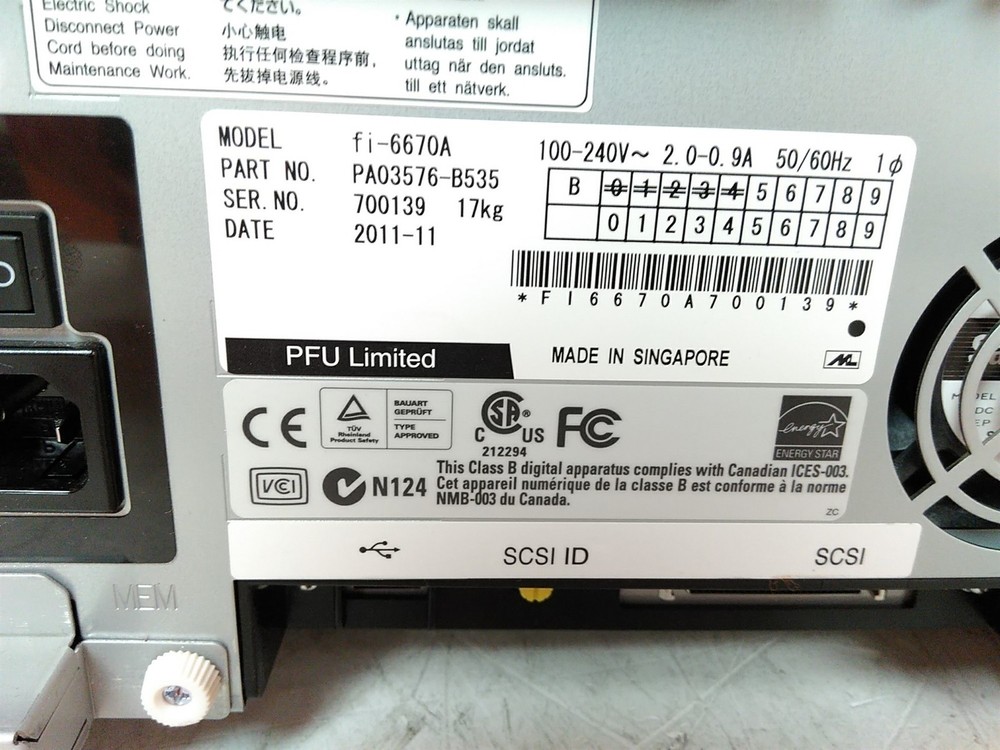 Electric Shock
Disconnect Power
Cord before doing
Maintenance Work.
てください。
小心触电
执行任何检查程序前,
先拔掉电源线。
· Apparaten skall
anslutas till jordat
uttag när den ansluts.
till ett nätverk.
MODEL fi-6670A
PART NO. PA03576-B535
SER. NO. 700139 17kg
DATE 2011-11
100-240V~ 2.0-0.9A 50/60Hz 1φ
B 0 1 2 3 4 5 6 7 8 9
0 1 2 3 4 5 6 7 8 9
*FI6670A700139*
PFU Limited
MADE IN SINGAPORE
CE
TÜV
Rheinland
Product Safety
BAUART
GEPRÜFT
TYPE
APPROVED
CSA®
C US
212294
FC
energy
ENERGY STAR
VCI
N124
This Class B digital apparatus complies with Canadian ICES-003.
Cet appareil numérique de la classe B est conforme à la norme
NMB-003 du Canada.
ZC
SCSI ID
SCSI
MEM